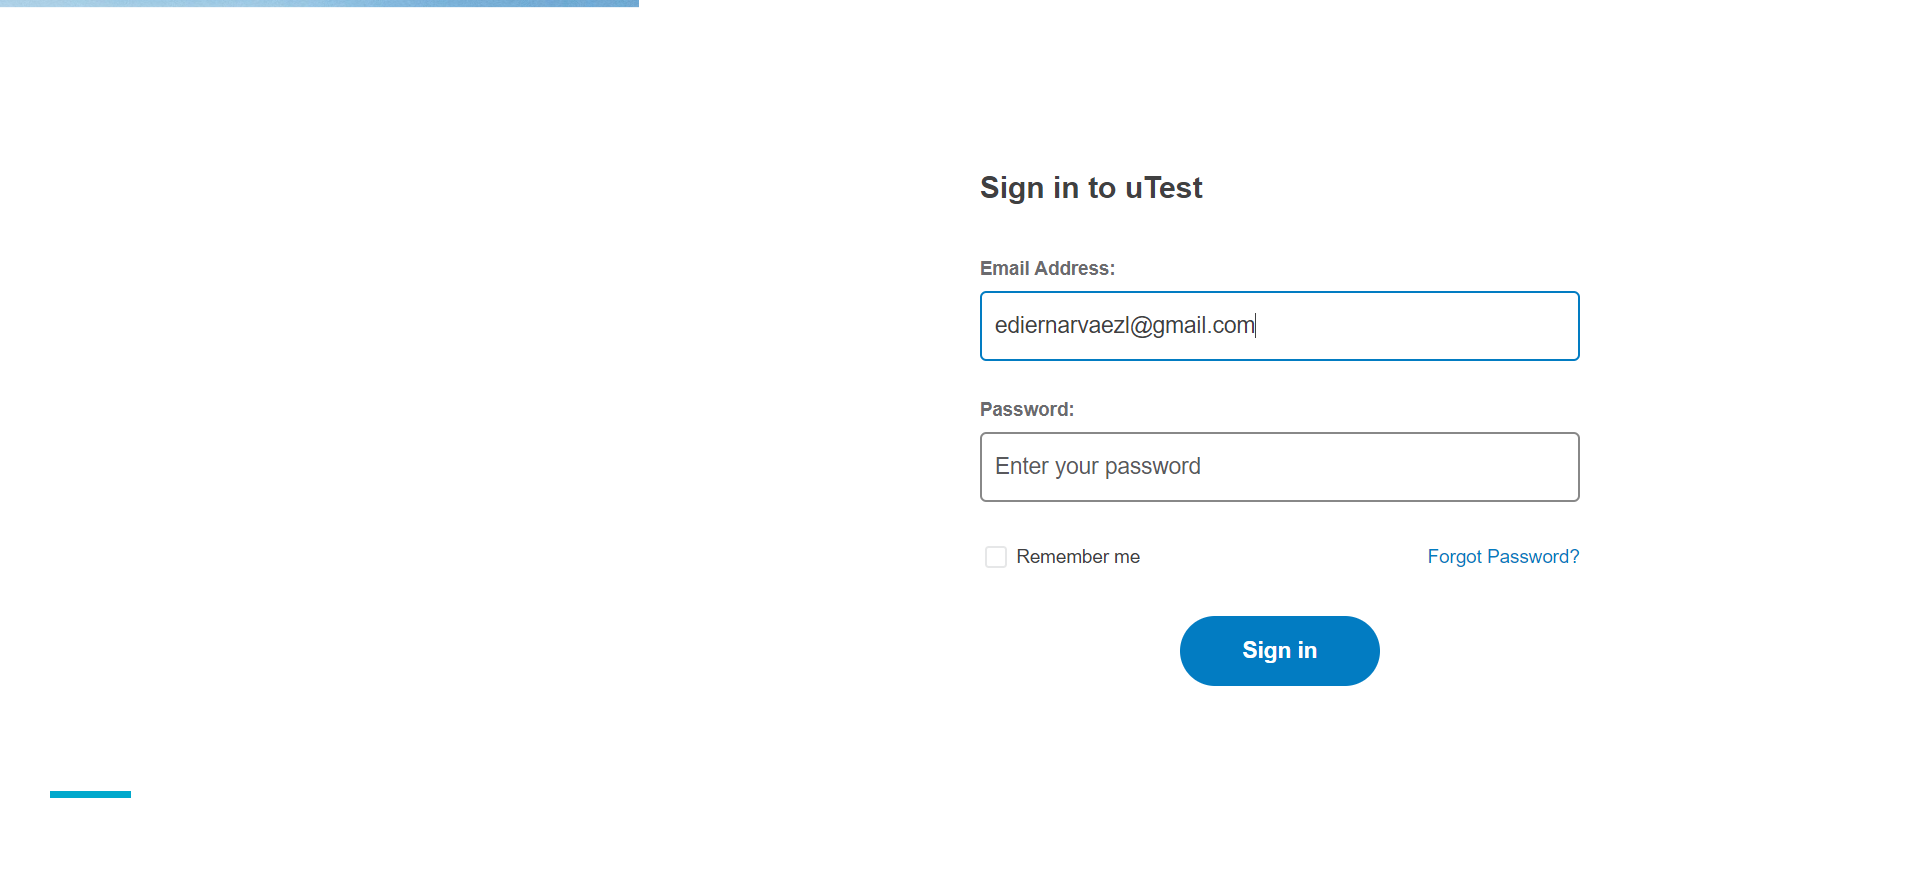 Sign in to uTest
Email Address:
ediernarvaezl@gmail.com
Password:
Enter your password
Remember me
Forgot Password?
Sign in